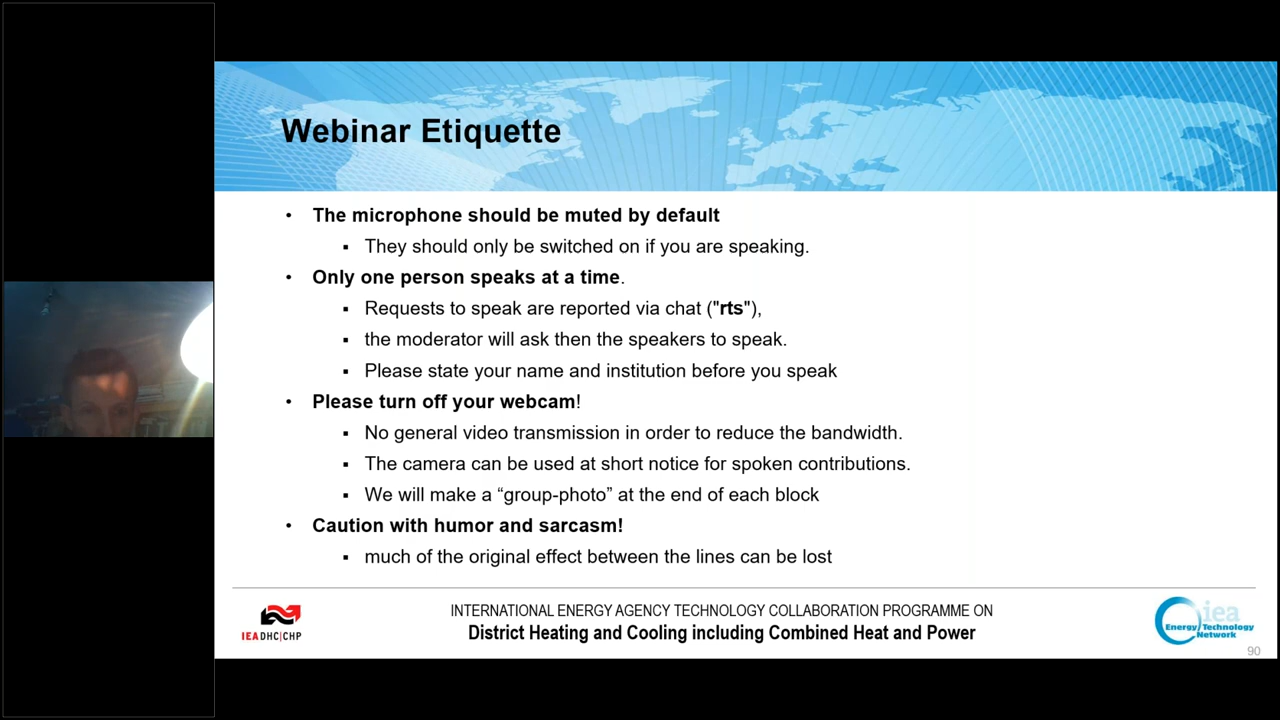 Webinar Etiquette
• The microphone should be muted by default
▪ They should only be switched on if you are speaking.
• Only one person speaks at a time.
▪ Requests to speak are reported via chat ("rts"),
▪ the moderator will ask then the speakers to speak.
▪ Please state your name and institution before you speak
• Please turn off your webcam!
▪ No general video transmission in order to reduce the bandwidth.
▪ The camera can be used at short notice for spoken contributions.
▪ We will make a “group-photo” at the end of each block
• Caution with humor and sarcasm!
▪ much of the original effect between the lines can be lost
IEA DHC|CHP
INTERNATIONAL ENERGY AGENCY TECHNOLOGY COLLABORATION PROGRAMME ON
District Heating and Cooling including Combined Heat and Power
iea
Energy Technology
Network
90